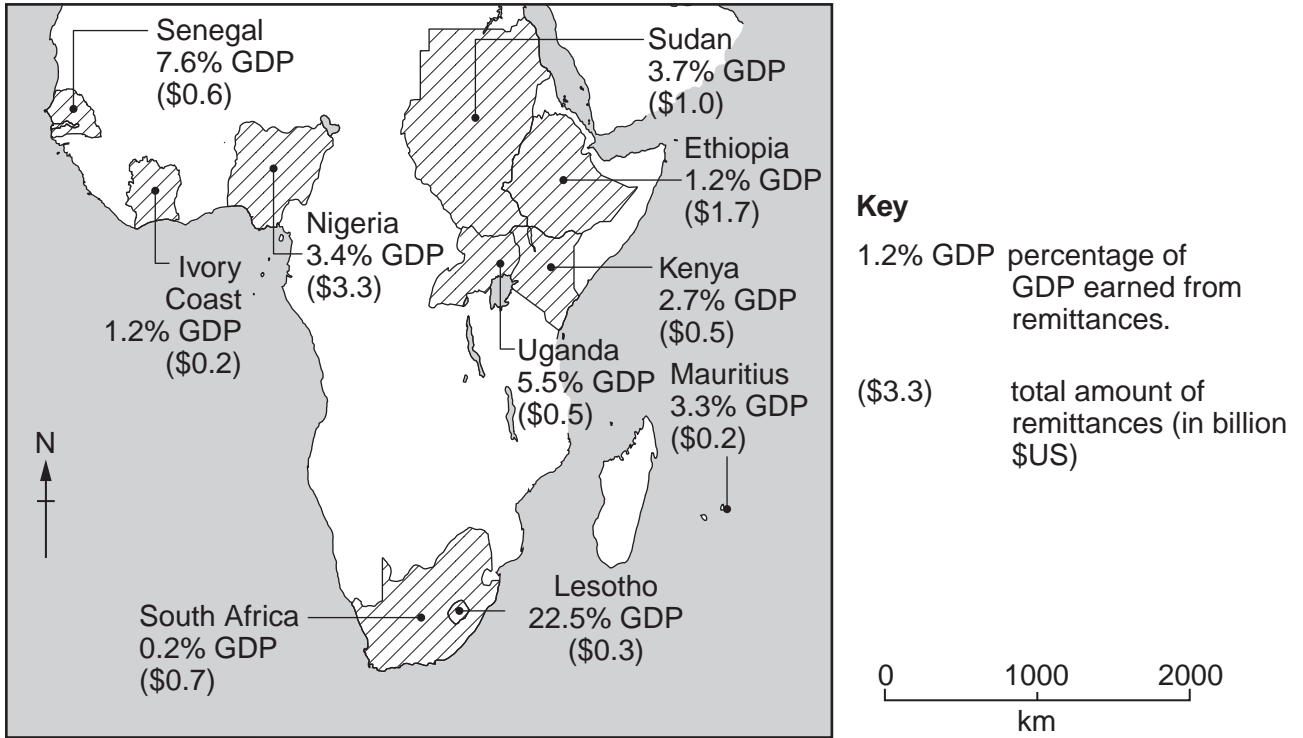 Senegal
7.6% GDP
($0.6)
Sudan
3.7% GDP
($1.0)
Ethiopia
1.2% GDP
($1.7)
Nigeria
3.4% GDP
($3.3)
Ivory
Coast
1.2% GDP
($0.2)
Kenya
2.7% GDP
($0.5)
Uganda
5.5% GDP
($0.5)
Mauritius
3.3% GDP
($0.2)
N
South Africa
0.2% GDP
($0.7)
Lesotho
22.5% GDP
($0.3)
Key
1.2% GDP percentage of
GDP earned from
remittances.
($3.3) total amount of
remittances (in billion
$US)
0 1000 2000
km